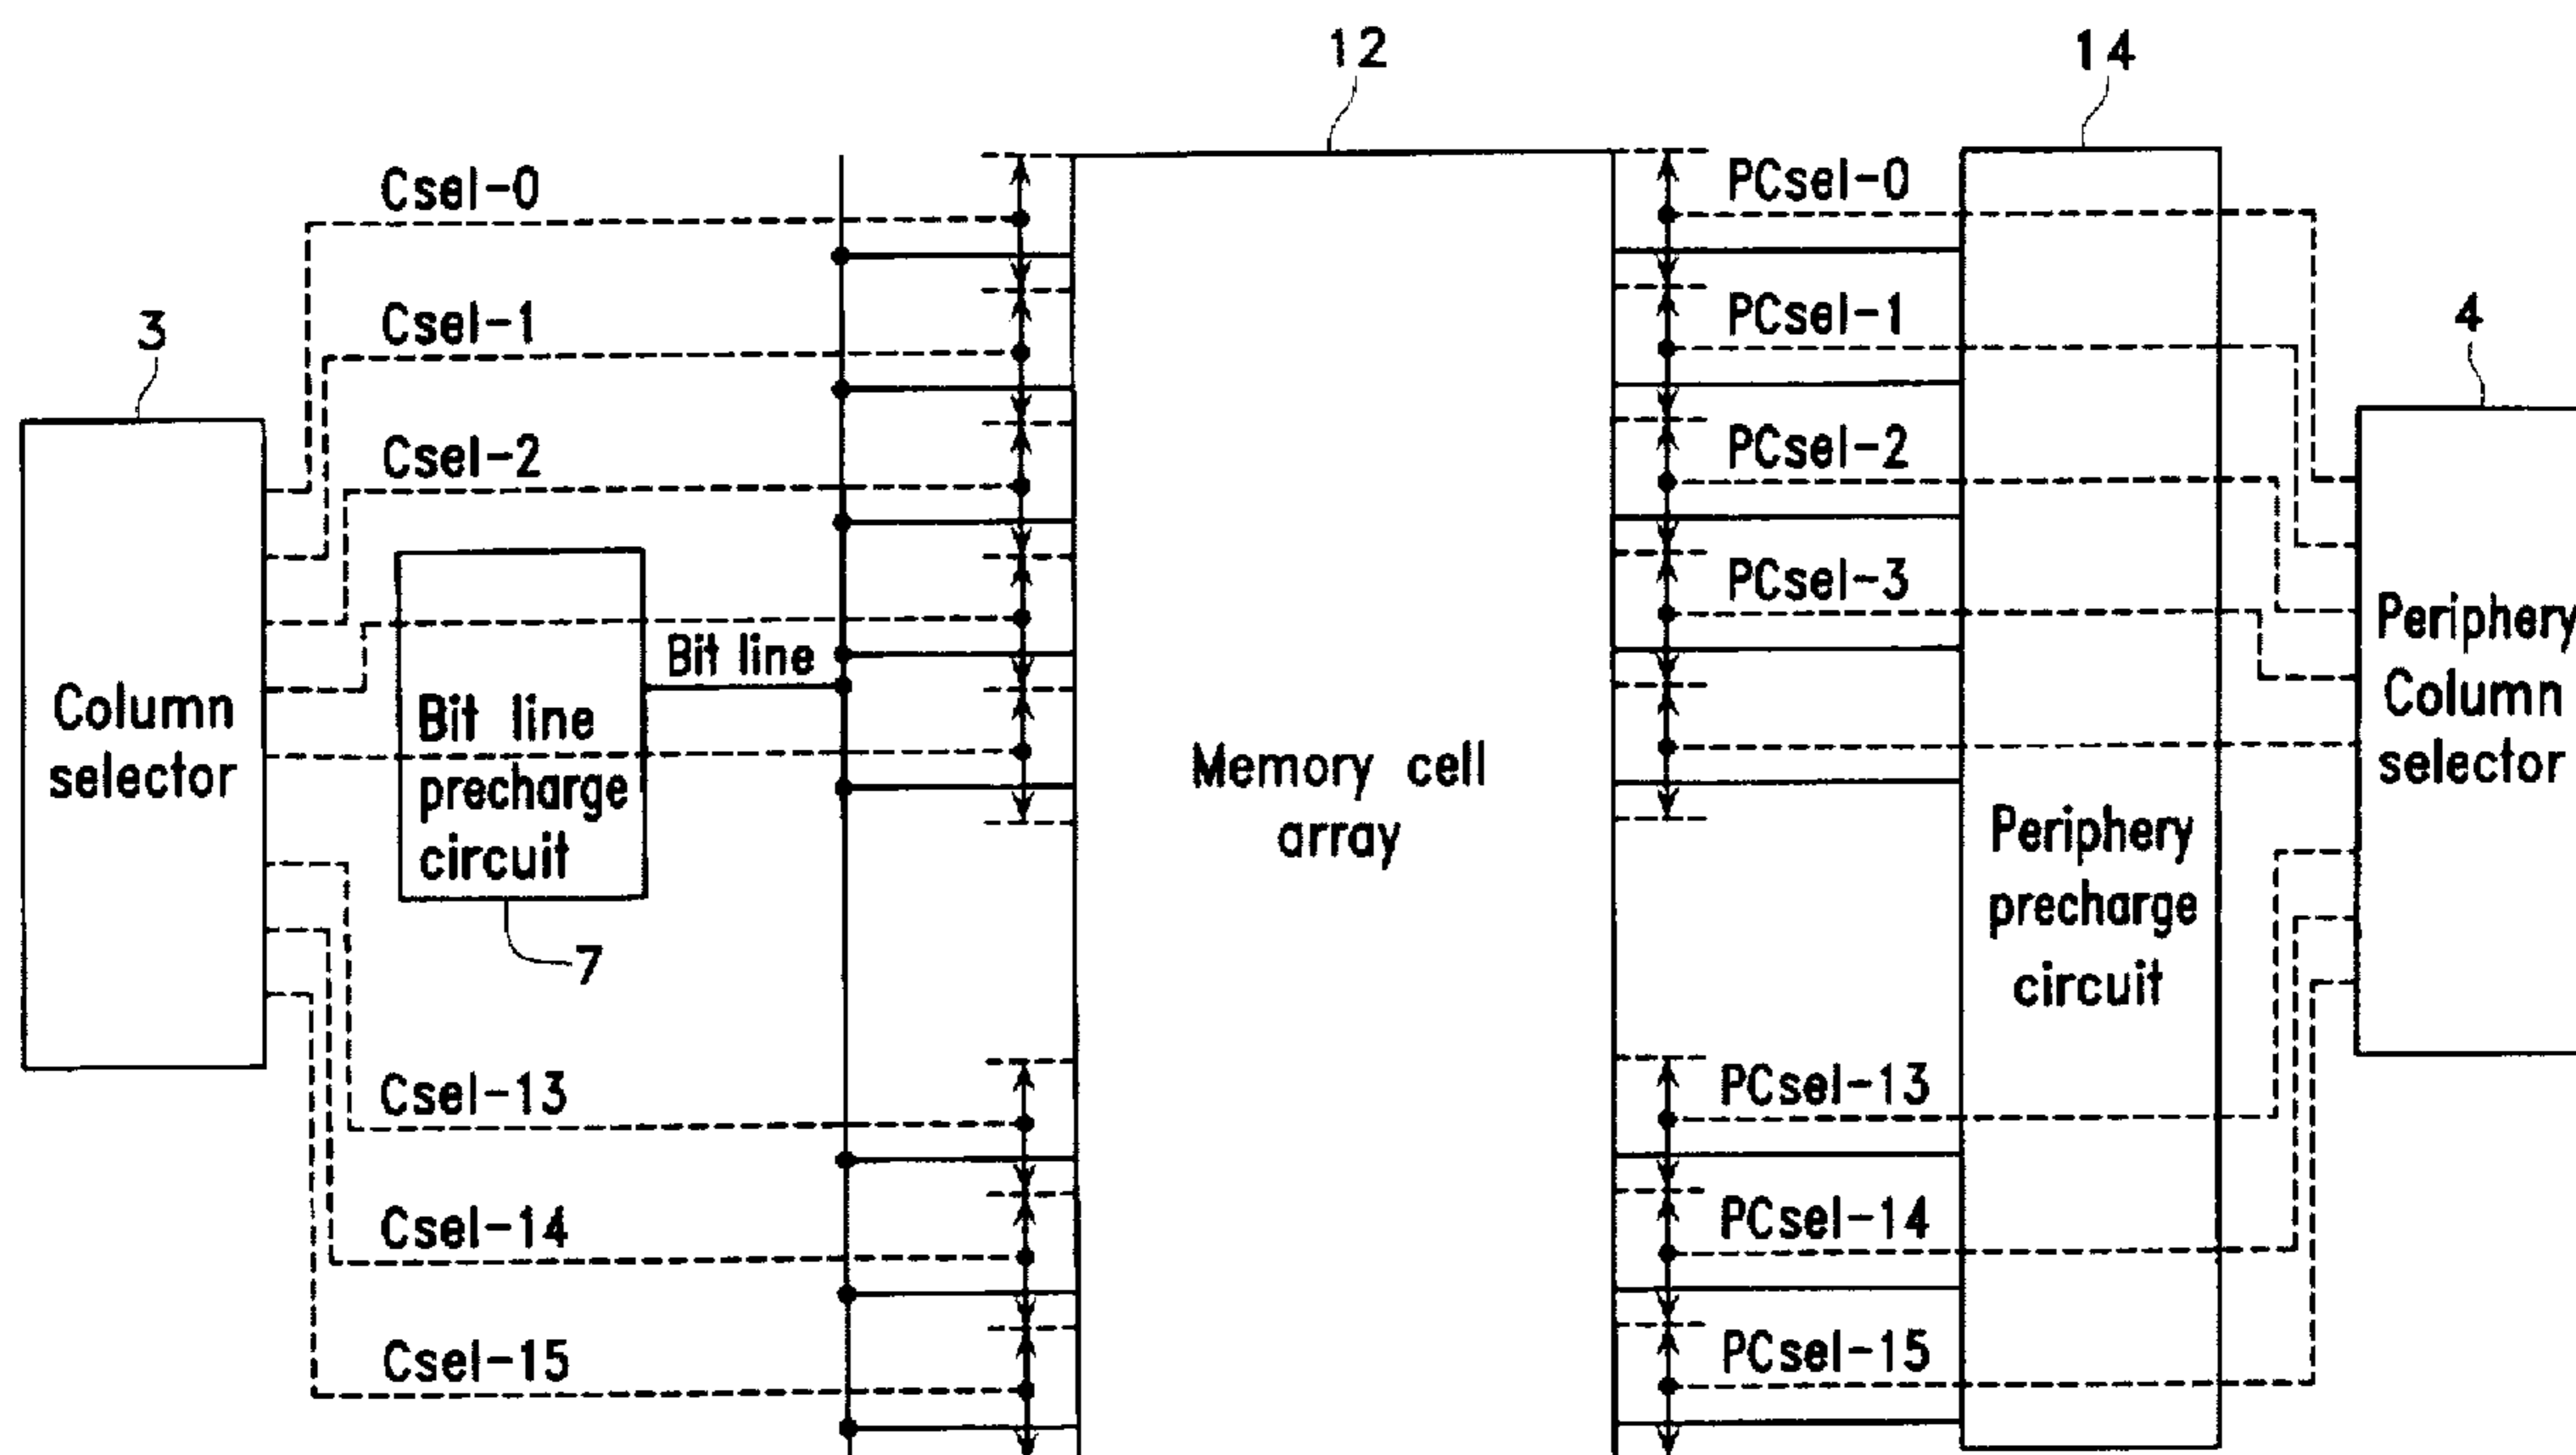 12
14
Csel-0
PCsel-0
3
Csel-1
PCsel-1
4
Csel-2
PCsel-2
PCsel-3
Bit line
Column
selector
Bit line
precharge
circuit
7
Memory cell
array
Periphery
precharge
circuit
Periphery
Column
selector
Csel-13
PCsel-13
Csel-14
PCsel-14
Csel-15
PCsel-15